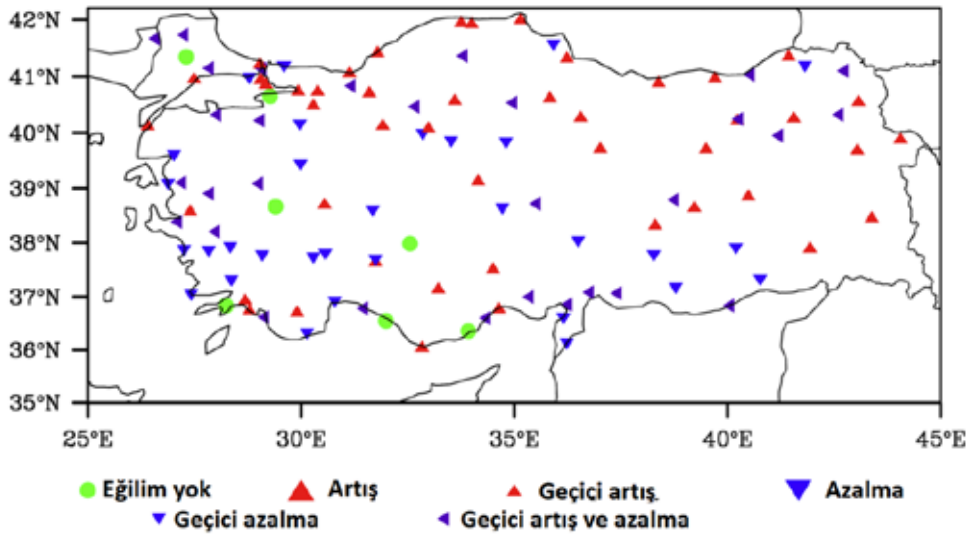 42°N
41°N
40°N
39°N
38°N
37°N
36°N
35°N
25°E 30°E 35°E 40°E 45°E
Eğilim yok Artış Geçici artış Azalma
Geçici azalma Geçici artış ve azalma